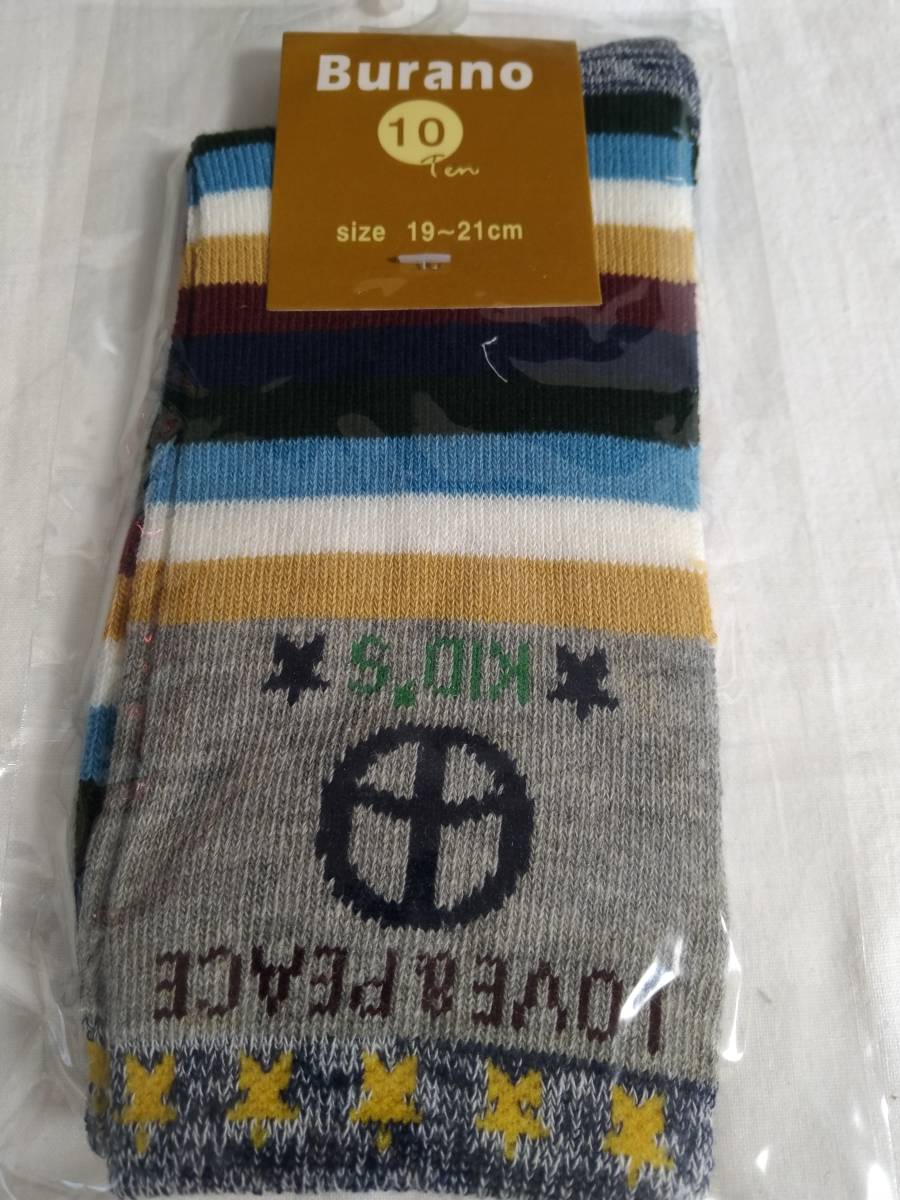 Burano
10
Ten
size 19~21cm
KID'S
LOVE&PEACE